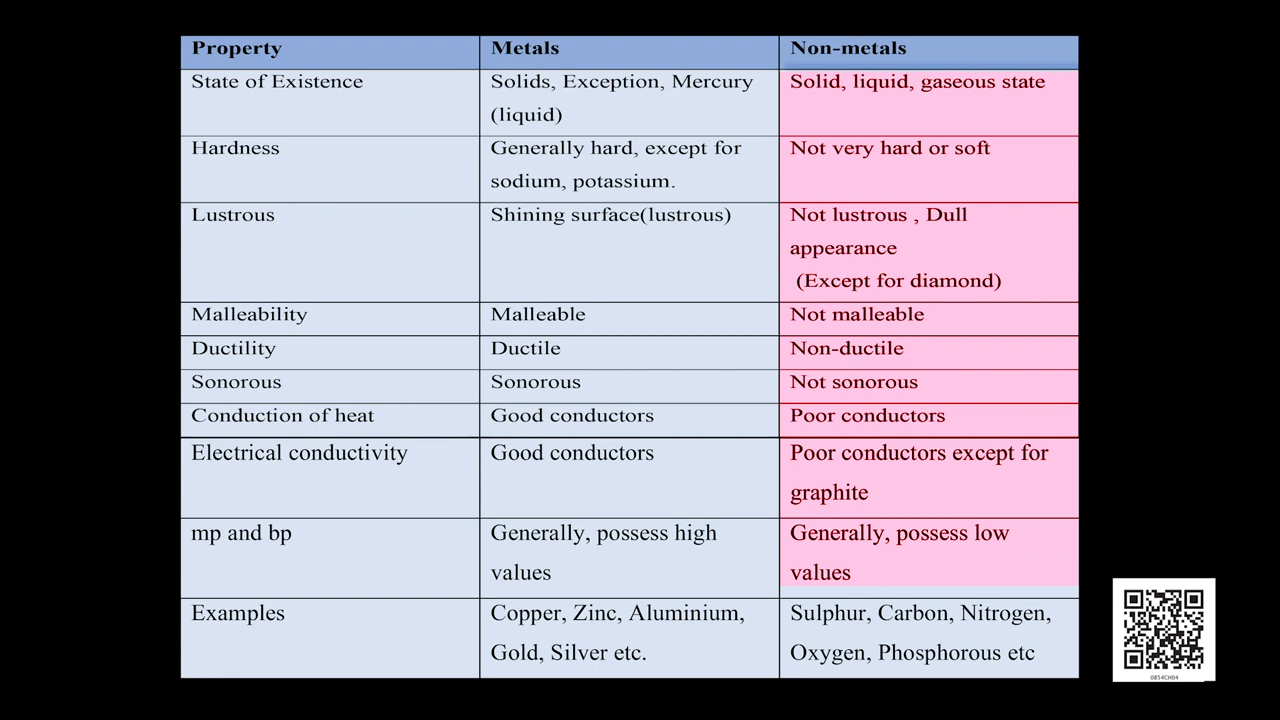 Property Metals Non-metals
State of Existence Solids, Exception, Mercury Solid, liquid, gaseous state
(liquid)
Hardness Generally hard, except for Not very hard or soft
sodium, potassium.
Lustrous Shining surface(lustrous) Not lustrous , Dull
appearance
(Except for diamond)
Malleability Malleable Not malleable
Ductility Ductile Non-ductile
Sonorous Sonorous Not sonorous
Conduction of heat Good conductors Poor conductors
Electrical conductivity Good conductors Poor conductors except for
graphite
mp and bp Generally, possess high Generally, possess low
values values
Examples Copper, Zinc, Aluminium, Sulphur, Carbon, Nitrogen,
Gold, Silver etc. Oxygen, Phosphorous etc
0854CH04